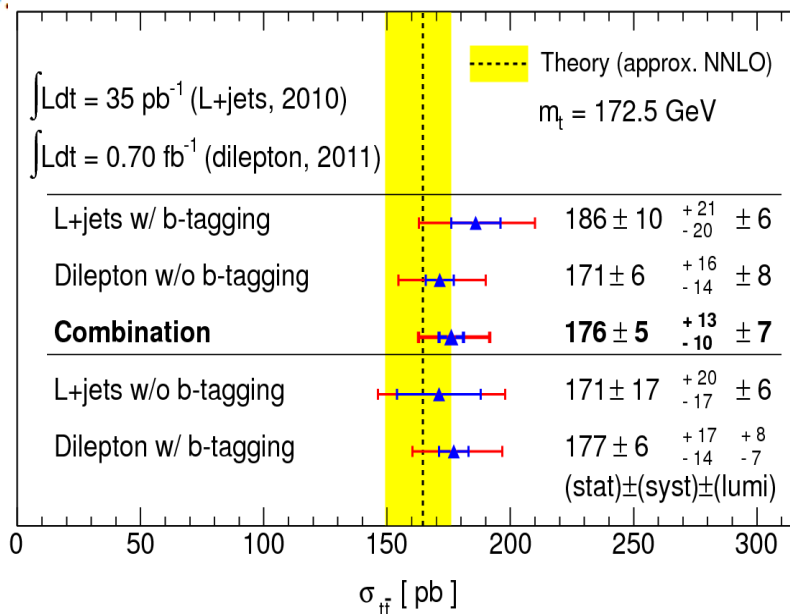 Theory (approx. NNLO)
∫Ldt = 35 pb⁻¹ (L+jets, 2010)
mₜ = 172.5 GeV
∫Ldt = 0.70 fb⁻¹ (dilepton, 2011)
L+jets w/ b-tagging 186 ± 10 + 21 - 20 ± 6
Dilepton w/o b-tagging 171 ± 6 + 16 - 14 ± 8
Combination 176 ± 5 + 13 - 10 ± 7
L+jets w/o b-tagging 171 ± 17 + 20 - 17 ± 6
Dilepton w/ b-tagging 177 ± 6 + 17 - 14 + 8 - 7
(stat)±(syst)±(lumi)
0 50 100 150 200 250 300
σ_tt̄ [ pb ]